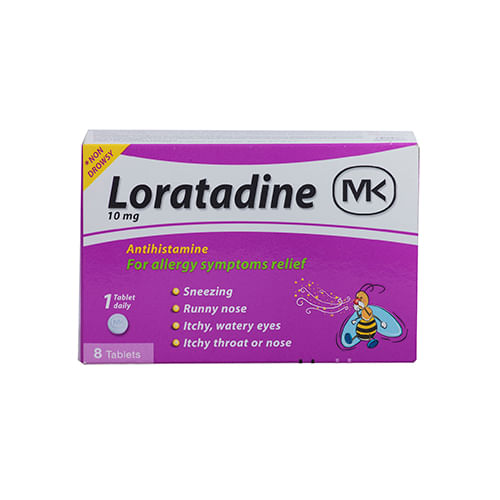 *NON
DROWSY
Loratadine
10 mg
MK
Antihistamine
For allergy symptoms relief
1 Tablet
daily
MK
Sneezing
Runny nose
Itchy, watery eyes
Itchy throat or nose
8 Tablets